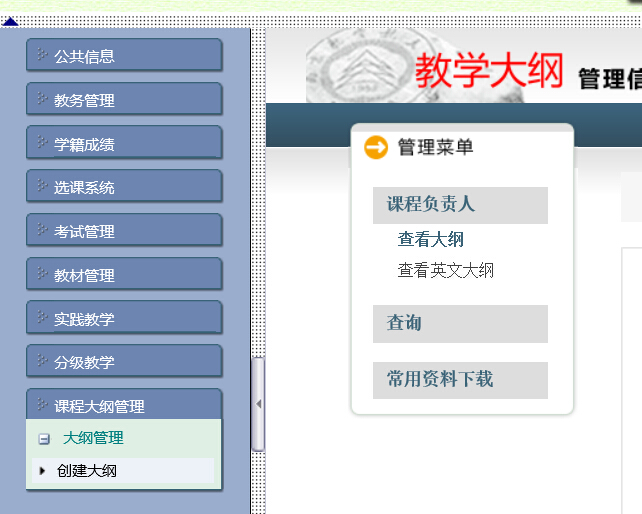 公共信息
教务管理
学籍成绩
选课系统
考试管理
教材管理
实践教学
分级教学
课程大纲管理
大纲管理
创建大纲
教学大纲 管理信
管理菜单
课程负责人
查看大纲
查看英文大纲
查询
常用资料下载